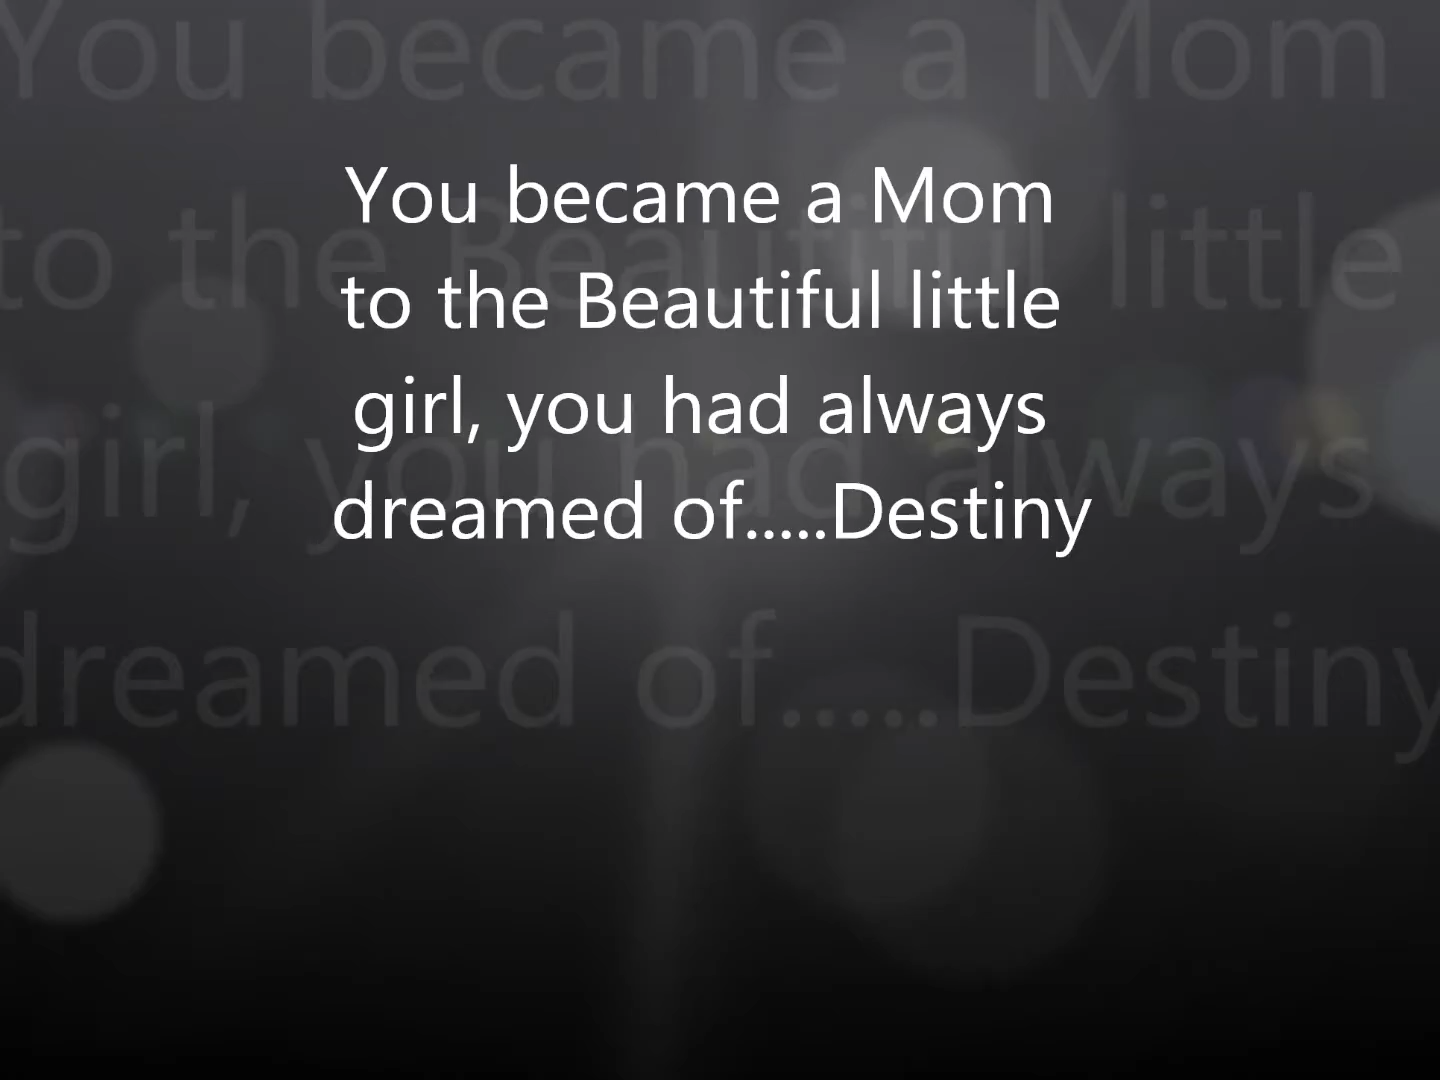 You became a Mom
to the Beautiful little
girl, you had always
dreamed of.....Destiny